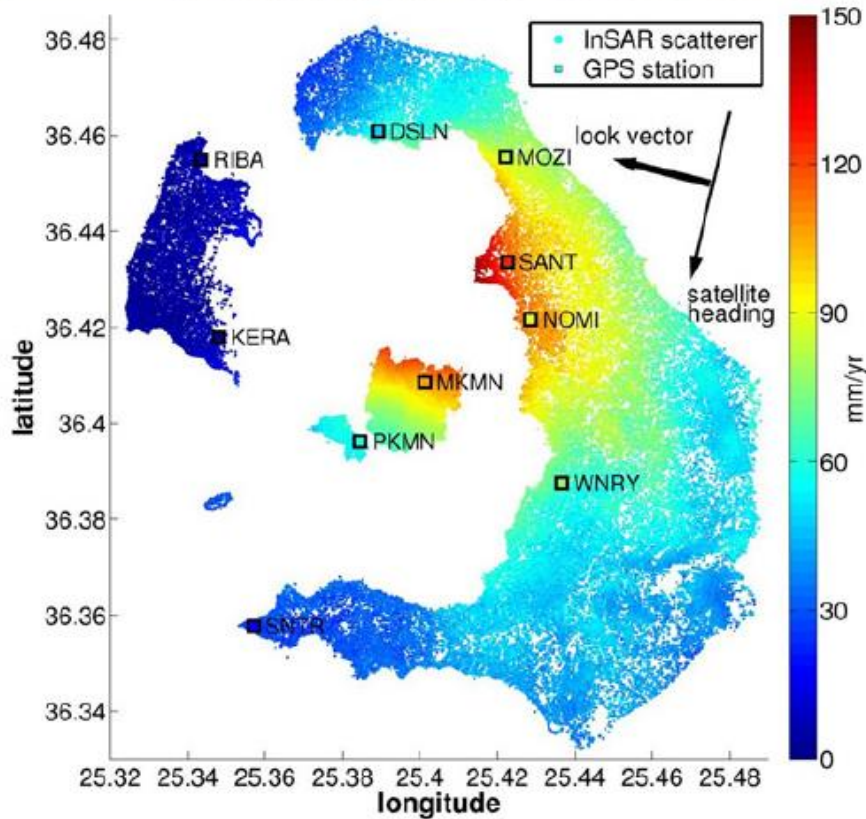 36.48
36.46
36.44
36.42
36.4
36.38
36.36
36.34
latitude
InSAR scatterer
GPS station
look vector
satellite
heading
DSLN
RIBA
MOZI
SANT
NOMI
KERA
MKMN
PKMN
WNRY
SNTR
25.32 25.34 25.36 25.38 25.4 25.42 25.44 25.46 25.48
longitude
150
120
90
60
30
0
mm/yr